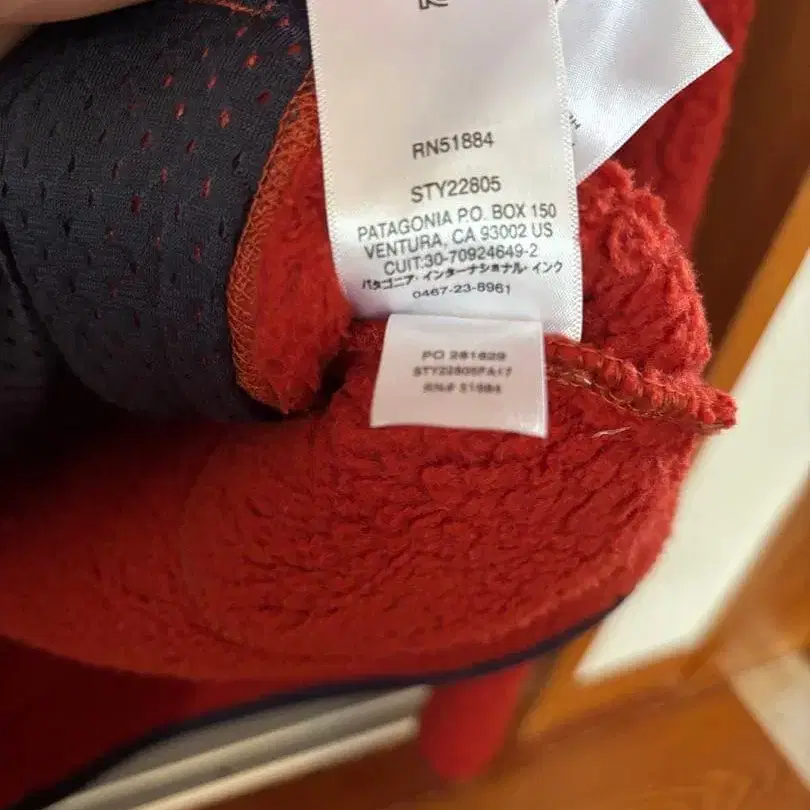 RN51884
STY22805
PATAGONIA P.O. BOX 150
VENTURA, CA 93002 US
CUIT:30-70924649-2
パタゴニア・インターナショナル・インク
0467-23-8961
PO 281629
STY22805FA17
RN# 51884